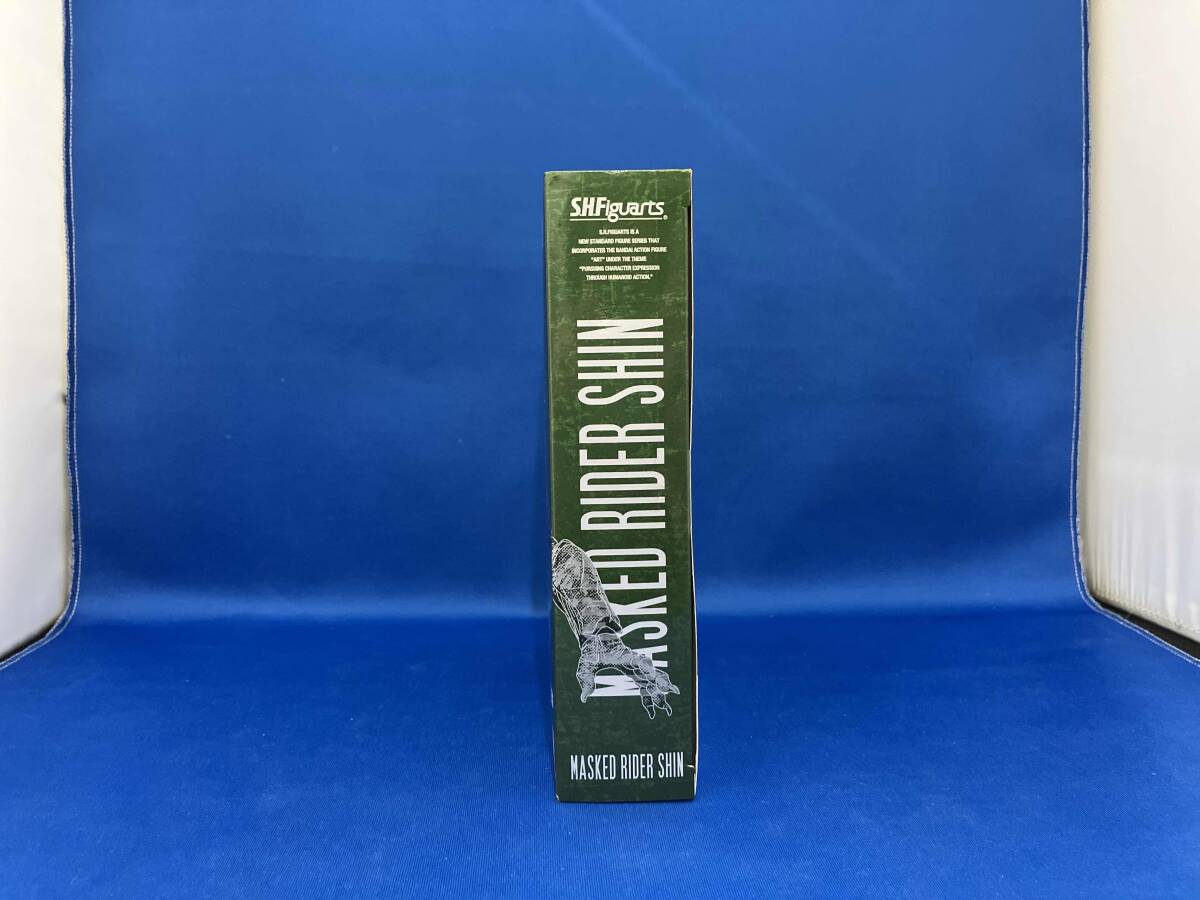 S.H.Figuarts®
S.H.FIGUARTS IS A
NEW STANDARD FIGURE SERIES THAT
INCORPORATES THE BANDAI ACTION FIGURE
"ART" UNDER THE THEME
"PURSUING CHARACTER EXPRESSION
THROUGH HUMANOID ACTION."
MASKED RIDER SHIN
MASKED RIDER SHIN